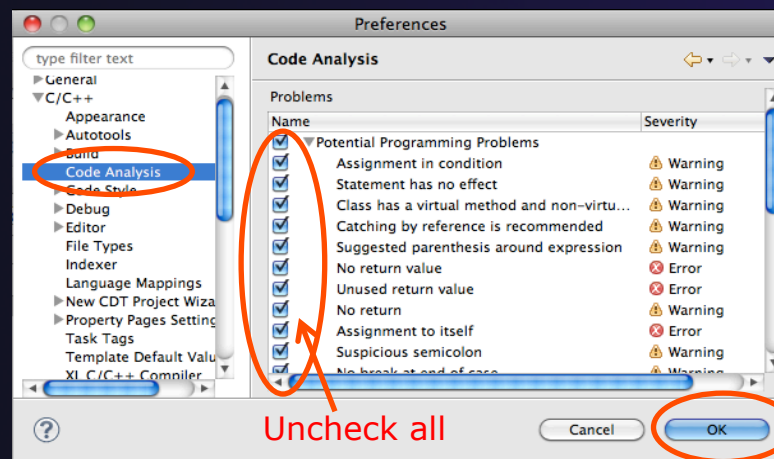 Preferences
type filter text
General
C/C++
Appearance
Autotools
Build
Code Analysis
Code Style
Debug
Editor
File Types
Indexer
Language Mappings
New CDT Project Wiza
Property Pages Setting
Task Tags
Template Default Valu
XL C/C++ Compiler
Code Analysis
Problems
Name Severity
Potential Programming Problems
Assignment in condition Warning
Statement has no effect Warning
Class has a virtual method and non-virtu... Warning
Catching by reference is recommended Warning
Suggested parenthesis around expression Warning
No return value Error
Unused return value Error
No return Warning
Assignment to itself Error
Suspicious semicolon Warning
No break at end of case Warning
?
Uncheck all
Cancel
OK